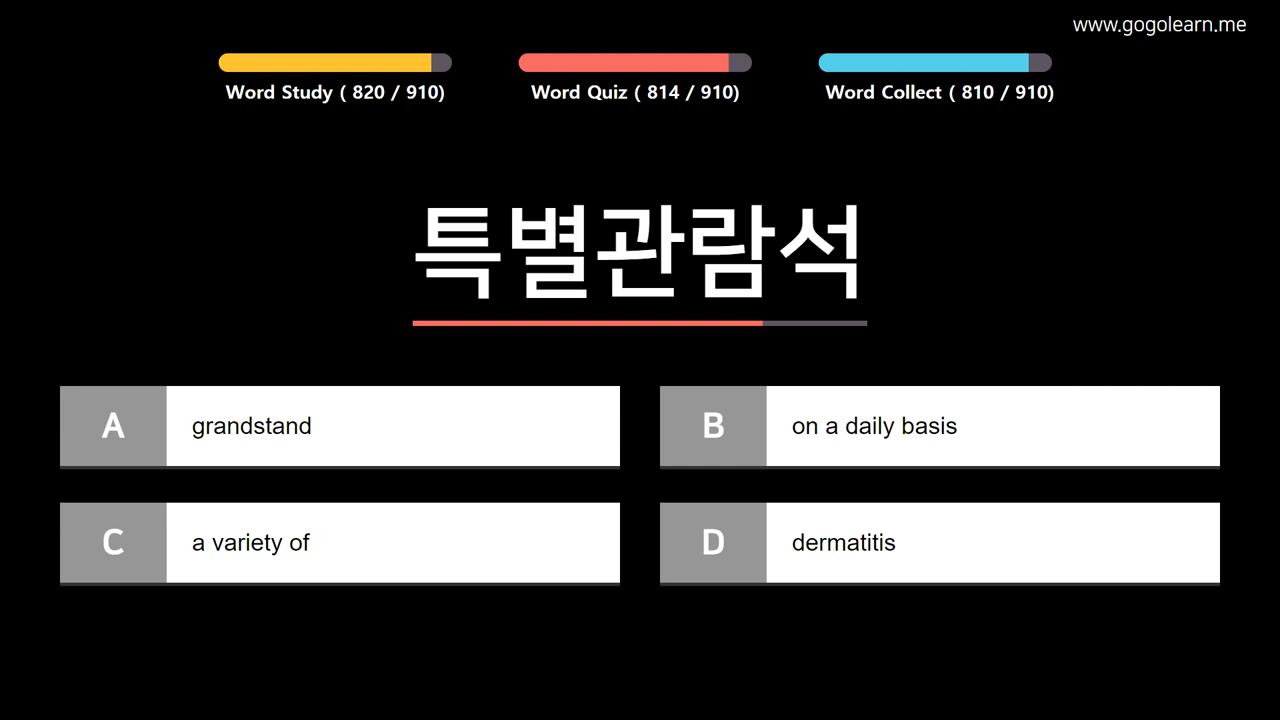 www.gogolearn.me
Word Study ( 820 / 910)
Word Quiz ( 814 / 910)
Word Collect ( 810 / 910)
특별관람석
A grandstand
B on a daily basis
C a variety of
D dermatitis